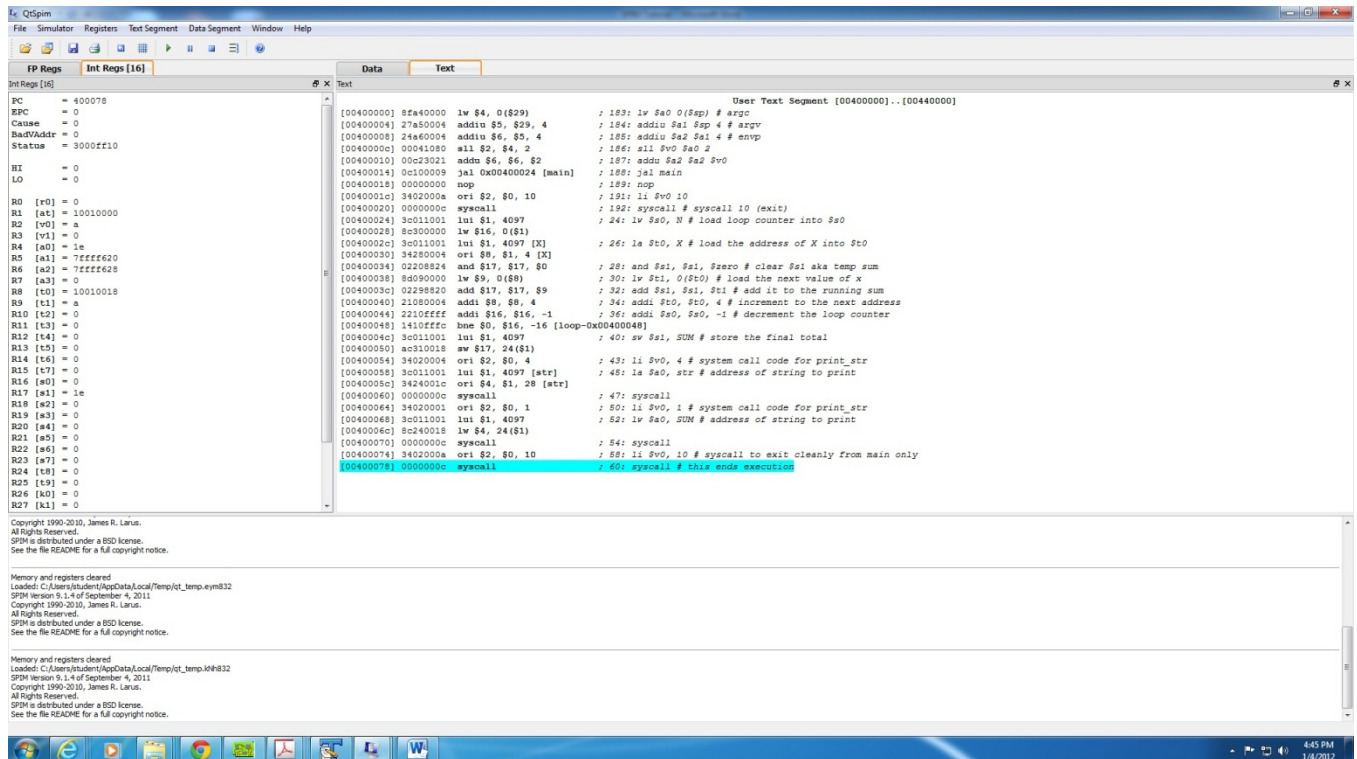 QtSpim
File Simulator Registers Text Segment Data Segment Window Help
FP Regs Int Regs [16] Data Text
Int Regs [16]
PC = 400078
EPC = 0
Cause = 0
BadVAddr = 0
Status = 3000ff10
HI = 0
LO = 0
R0 [r0] = 0
R1 [at] = 10010000
R2 [v0] = a
R3 [v1] = 0
R4 [a0] = 1e
R5 [a1] = 7ffff620
R6 [a2] = 7ffff628
R7 [a3] = 0
R8 [t0] = 10010018
R9 [t1] = a
R10 [t2] = 0
R11 [t3] = 0
R12 [t4] = 0
R13 [t5] = 0
R14 [t6] = 0
R15 [t7] = 0
R16 [s0] = 0
R17 [s1] = 1e
R18 [s2] = 0
R19 [s3] = 0
R20 [s4] = 0
R21 [s5] = 0
R22 [s6] = 0
R23 [s7] = 0
R24 [t8] = 0
R25 [t9] = 0
R26 [k0] = 0
R27 [k1] = 0
Text
User Text Segment [00400000]..[00440000]
[00400000] 8fa40000 lw $4, 0($29) ; 183: lw $a0 0($sp) # argc
[00400004] 27a50004 addiu $5, $29, 4 ; 184: addiu $a1 $sp 4 # argv
[00400008] 24a60004 addiu $6, $5, 4 ; 185: addiu $a2 $a1 4 # envp
[0040000c] 00041080 sll $2, $4, 2 ; 186: sll $v0 $a0 2
[00400010] 00c23021 addu $6, $6, $2 ; 187: addu $a2 $a2 $v0
[00400014] 0c100009 jal 0x00400024 [main] ; 188: jal main
[00400018] 00000000 nop ; 189: nop
[0040001c] 3402000a ori $2, $0, 10 ; 191: li $v0 10
[00400020] 0000000c syscall ; 192: syscall # syscall 10 (exit)
[00400024] 3c011001 lui $1, 4097 ; 24: lw $s0, N # load loop counter into $s0
[00400028] 8c300000 lw $16, 0($1)
[0040002c] 3c011001 lui $1, 4097 [X] ; 26: la $t0, X # load the address of X into $t0
[00400030] 34280004 ori $8, $1, 4 [X]
[00400034] 02208824 and $17, $17, $0 ; 28: and $s1, $s1, $zero # clear $s1 aka temp sum
[00400038] 8d090000 lw $9, 0($8) ; 30: lw $t1, 0($t0) # load the next value of x
[0040003c] 02298820 add $17, $17, $9 ; 32: add $s1, $s1, $t1 # add it to the running sum
[00400040] 21080004 addi $8, $8, 4 ; 34: addi $t0, $t0, 4 # increment to the next address
[00400044] 2210ffff addi $16, $16, -1 ; 36: addi $s0, $s0, -1 # decrement the loop counter
[00400048] 1410fffc bne $0, $16, -16 [loop-0x00400048]
[0040004c] 3c011001 lui $1, 4097 ; 40: sw $s1, SUM # store the final total
[00400050] ac310018 sw $17, 24($1)
[00400054] 34020004 ori $2, $0, 4 ; 43: li $v0, 4 # system call code for print_str
[00400058] 3c011001 lui $1, 4097 [str] ; 45: la $a0, str # address of string to print
[0040005c] 3424001c ori $4, $1, 28 [str]
[00400060] 0000000c syscall ; 47: syscall
[00400064] 34020001 ori $2, $0, 1 ; 50: li $v0, 1 # system call code for print_str
[00400068] 3c011001 lui $1, 4097 ; 52: lw $a0, SUM # address of string to print
[0040006c] 8c240018 lw $4, 24($1)
[00400070] 0000000c syscall ; 54: syscall
[00400074] 3402000a ori $2, $0, 10 ; 58: li $v0, 10 # syscall to exit cleanly from main only
[00400078] 0000000c syscall ; 60: syscall # this ends execution
Copyright 1990-2010, James R. Larus.
All Rights Reserved.
SPIM is distributed under a BSD license.
See the file README for a full copyright notice.
Memory and registers cleared
Loaded: C:/Users/student/AppData/Local/Temp/qt_temp.eym832
SPIM Version 9.1.4 of September 4, 2011
Copyright 1990-2010, James R. Larus.
All Rights Reserved.
SPIM is distributed under a BSD license.
See the file README for a full copyright notice.
Memory and registers cleared
Loaded: C:/Users/student/AppData/Local/Temp/qt_temp.kNh832
SPIM Version 9.1.4 of September 4, 2011
Copyright 1990-2010, James R. Larus.
All Rights Reserved.
SPIM is distributed under a BSD license.
See the file README for a full copyright notice.
4:45 PM
1/4/2012